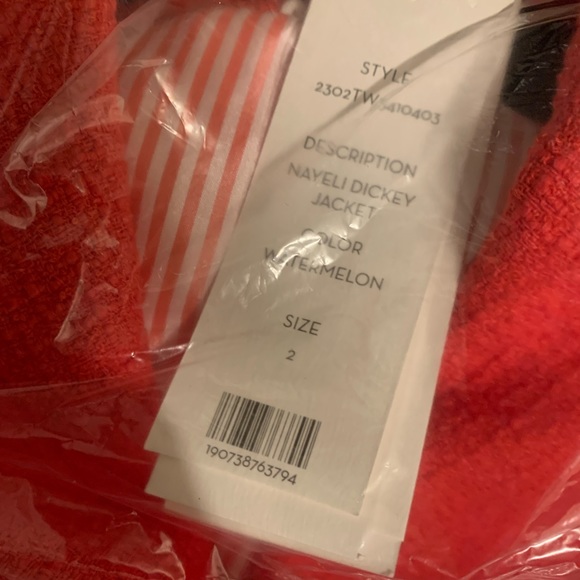 STYLE
2302TW5410403
DESCRIPTION
NAYELI DICKEY
JACKET
COLOR
WATERMELON
SIZE
2
190738763794